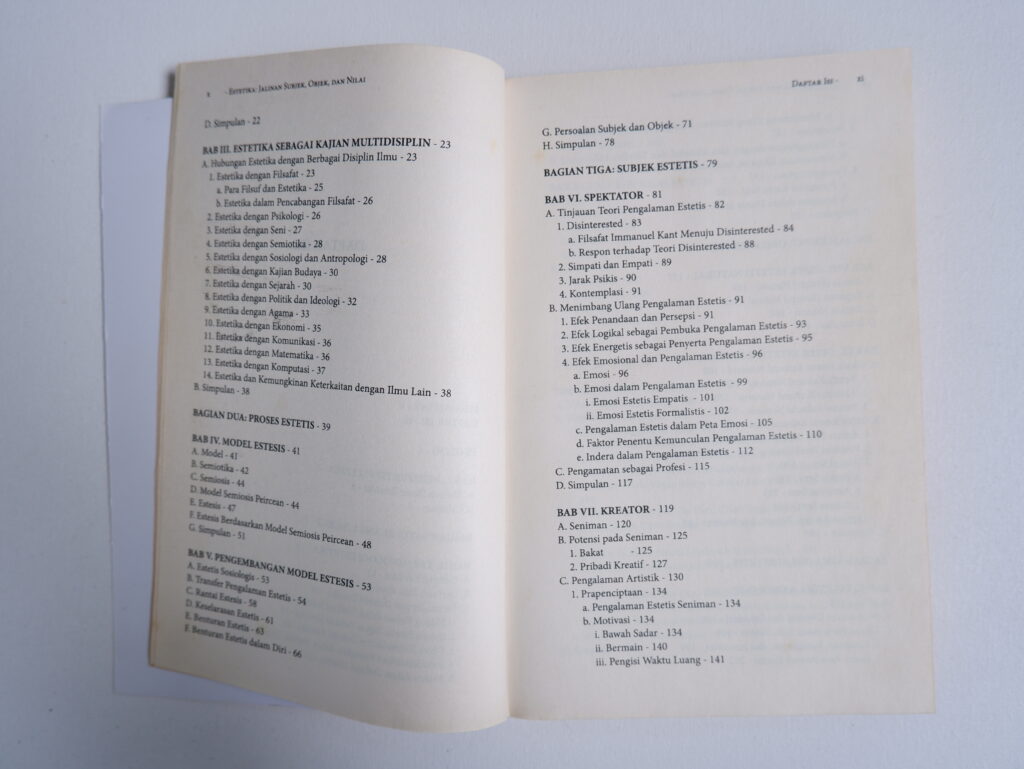 x - Estetika: Jalinan Subjek, Objek, dan Nilai
D. Simpulan - 22
BAB III. ESTETIKA SEBAGAI KAJIAN MULTIDISIPLIN - 23
A. Hubungan Estetika dengan Berbagai Disiplin Ilmu - 23
1. Estetika dengan Filsafat - 23
a. Para Filsuf dan Estetika - 25
b. Estetika dalam Pencabangan Filsafat - 26
2. Estetika dengan Psikologi - 26
3. Estetika dengan Seni - 27
4. Estetika dengan Semiotika - 28
5. Estetika dengan Sosiologi dan Antropologi - 28
6. Estetika dengan Kajian Budaya - 30
7. Estetika dengan Sejarah - 30
8. Estetika dengan Politik dan Ideologi - 32
9. Estetika dengan Agama - 33
10. Estetika dengan Ekonomi - 35
11. Estetika dengan Komunikasi - 36
12. Estetika dengan Matematika - 36
13. Estetika dengan Komputasi - 37
14. Estetika dan Kemungkinan Keterkaitan dengan Ilmu Lain - 38
B. Simpulan - 38
BAGIAN DUA: PROSES ESTETIS - 39
BAB IV. MODEL ESTESIS - 41
A. Model - 41
B. Semiotika - 42
C. Semiosis - 44
D. Model Semiosis Peircean - 44
E. Estesis - 47
F. Estesis Berdasarkan Model Semiosis Peircean - 48
G. Simpulan - 51
BAB V. PENGEMBANGAN MODEL ESTESIS - 53
A. Estetis Sosiologis - 53
B. Transfer Pengalaman Estetis - 54
C. Rantai Estesis - 58
D. Keselarasan Estetis - 61
E. Benturan Estetis - 63
F. Benturan Estetis dalam Diri - 66
Daftar Isi - xi
G. Persoalan Subjek dan Objek - 71
H. Simpulan - 78
BAGIAN TIGA: SUBJEK ESTETIS - 79
BAB VI. SPEKTATOR - 81
A. Tinjauan Teori Pengalaman Estetis - 82
1. Disinterested - 83
a. Filsafat Immanuel Kant Menuju Disinterested - 84
b. Respon terhadap Teori Disinterested - 88
2. Simpati dan Empati - 89
3. Jarak Psikis - 90
4. Kontemplasi - 91
B. Menimbang Ulang Pengalaman Estetis - 91
1. Efek Penandaan dan Persepsi - 91
2. Efek Logikal sebagai Pembuka Pengalaman Estetis - 93
3. Efek Energetis sebagai Penyerta Pengalaman Estetis - 95
4. Efek Emosional dan Pengalaman Estetis - 96
a. Emosi - 96
b. Emosi dalam Pengalaman Estetis - 99
i. Emosi Estetis Empatis - 101
ii. Emosi Estetis Formalistis - 102
c. Pengalaman Estetis dalam Peta Emosi - 105
d. Faktor Penentu Kemunculan Pengalaman Estetis - 110
e. Indera dalam Pengalaman Estetis - 112
C. Pengamatan sebagai Profesi - 115
D. Simpulan - 117
BAB VII. KREATOR - 119
A. Seniman - 120
B. Potensi pada Seniman - 125
1. Bakat - 125
2. Pribadi Kreatif - 127
C. Pengalaman Artistik - 130
1. Prapenciptaan - 134
a. Pengalaman Estetis Seniman - 134
b. Motivasi - 134
i. Bawah Sadar - 134
ii. Bermain - 140
iii. Pengisi Waktu Luang - 141